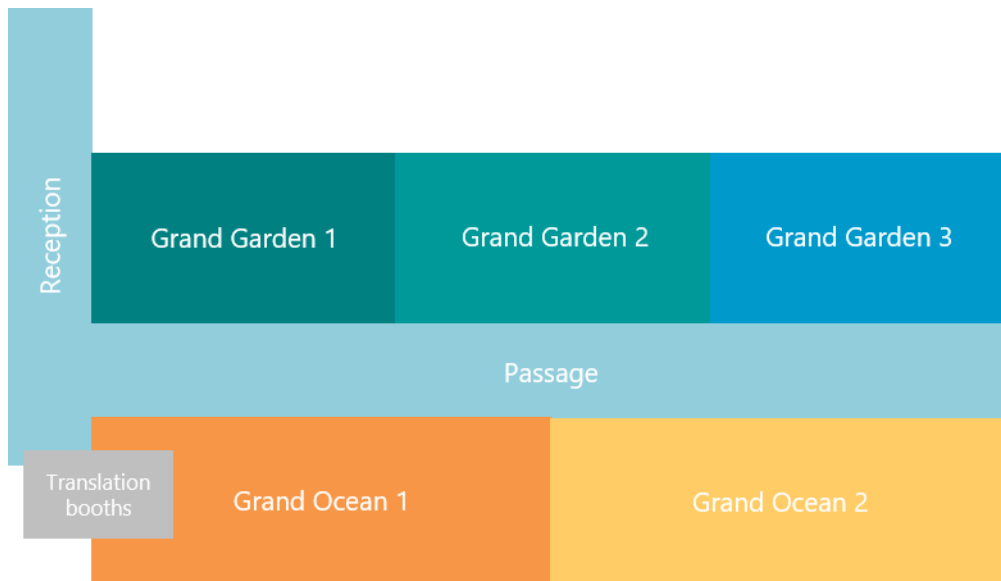 Reception
Grand Garden 1
Grand Garden 2
Grand Garden 3
Passage
Translation
booths
Grand Ocean 1
Grand Ocean 2